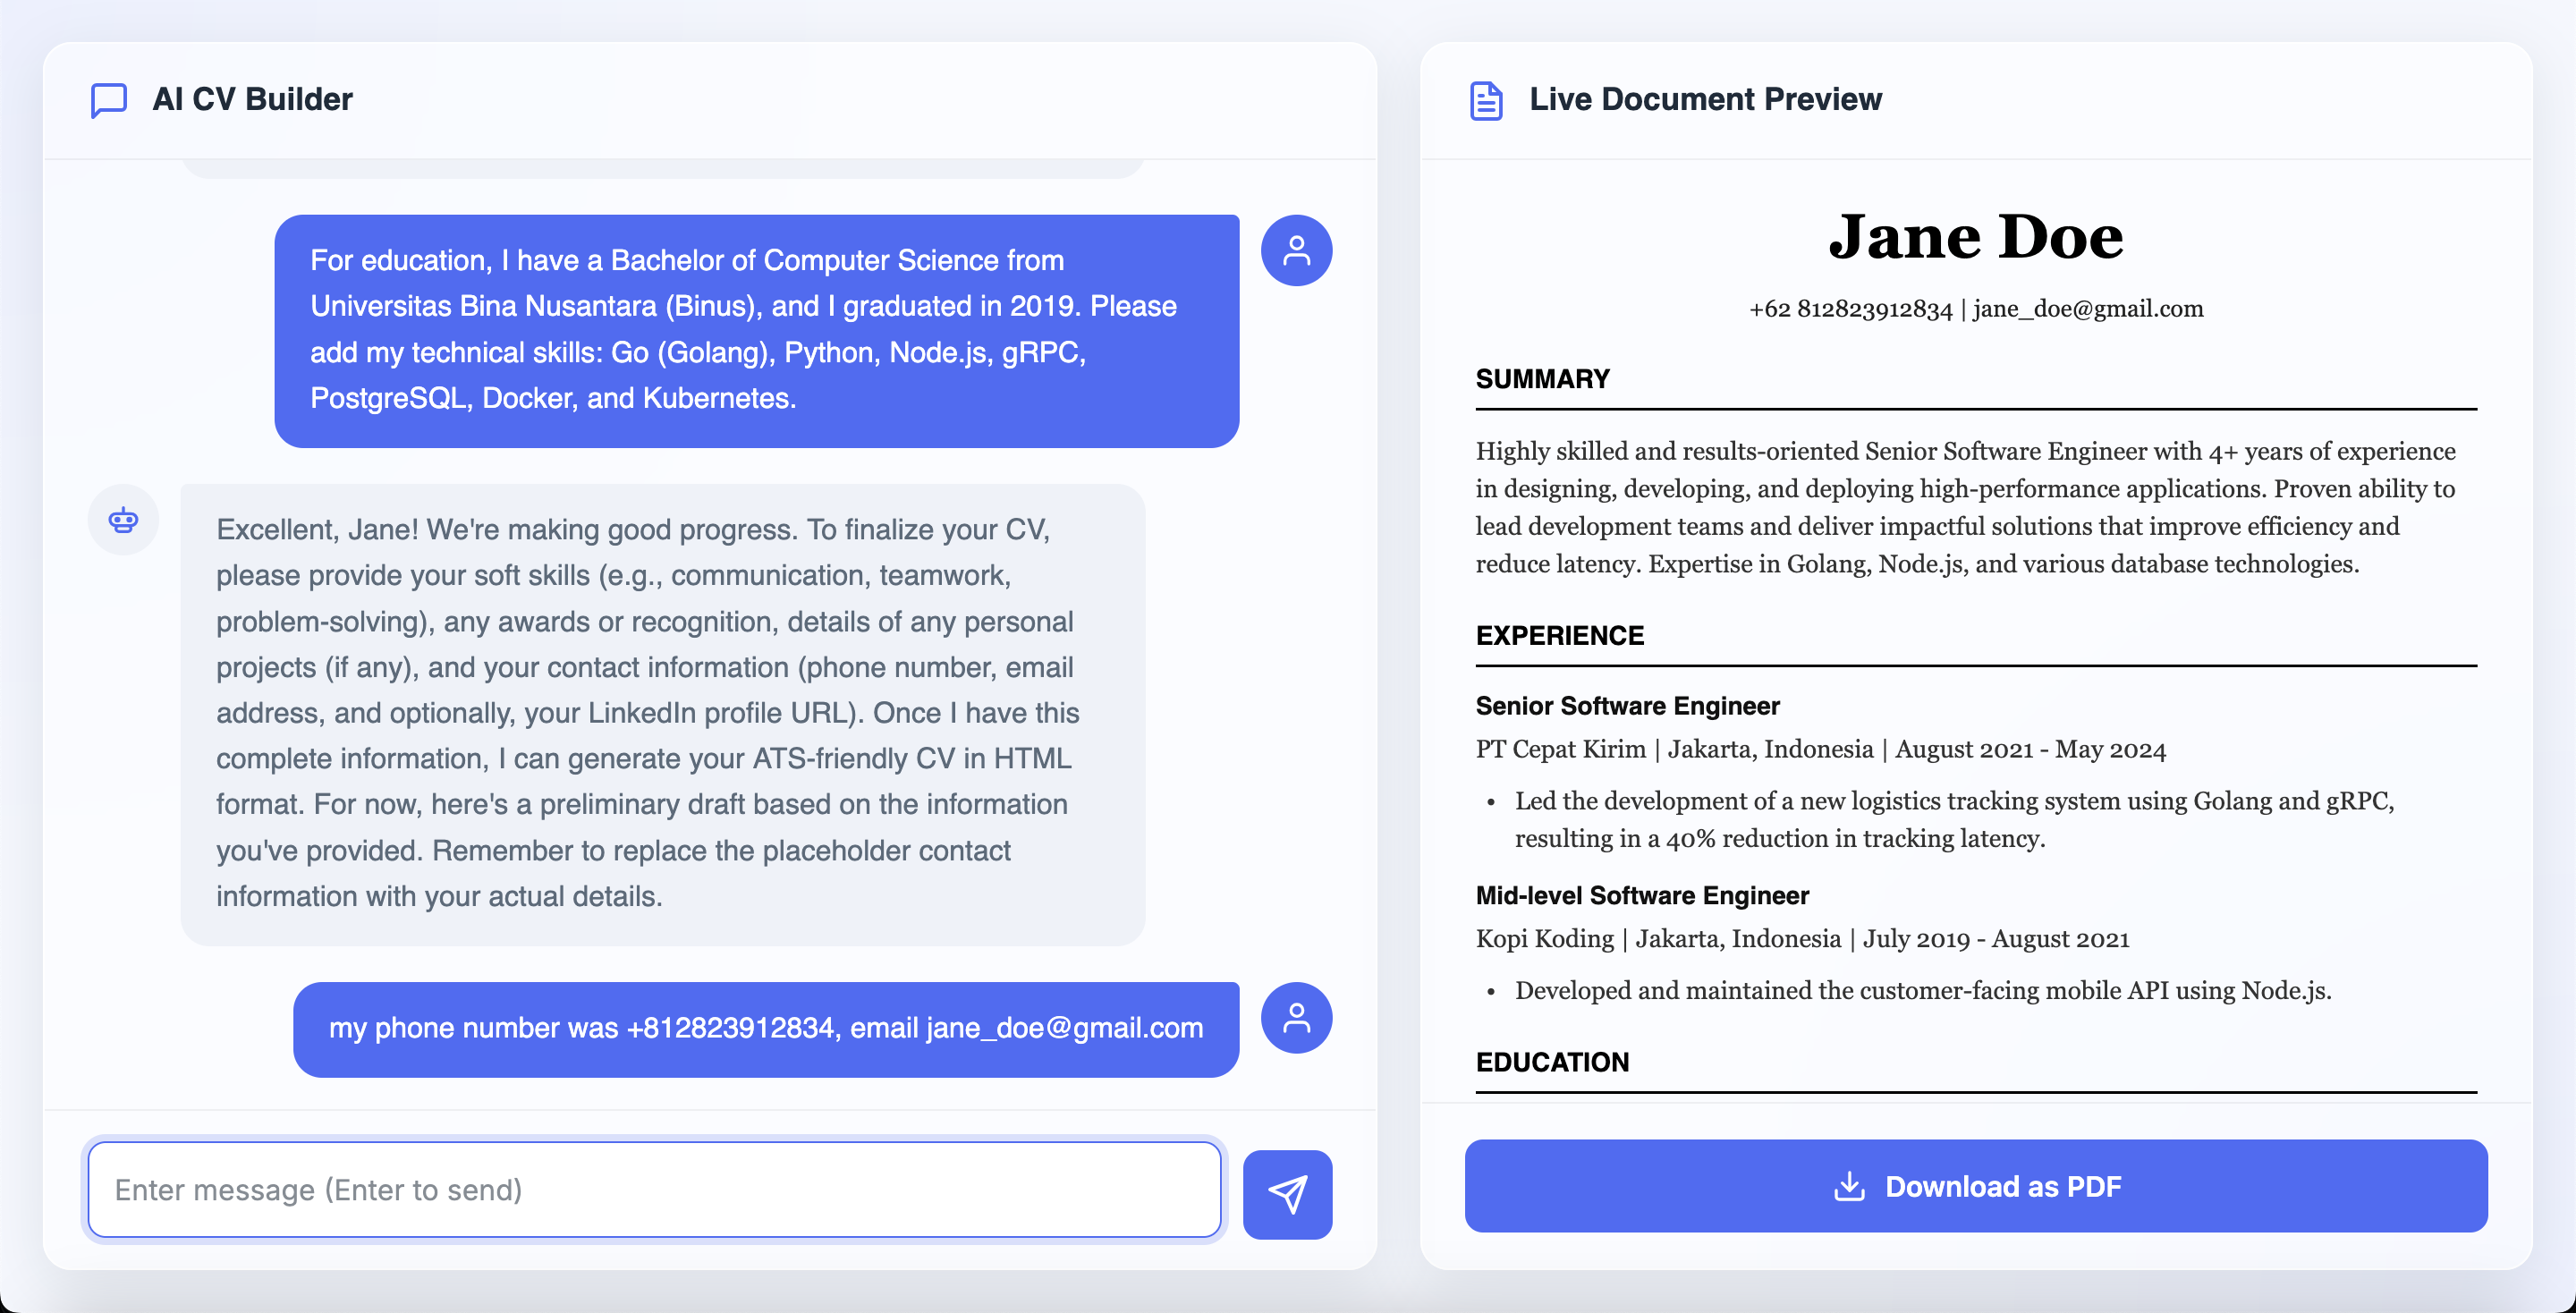 AI CV Builder
For education, I have a Bachelor of Computer Science from
Universitas Bina Nusantara (Binus), and I graduated in 2019. Please
add my technical skills: Go (Golang), Python, Node.js, gRPC,
PostgreSQL, Docker, and Kubernetes.
Excellent, Jane! We're making good progress. To finalize your CV,
please provide your soft skills (e.g., communication, teamwork,
problem-solving), any awards or recognition, details of any personal
projects (if any), and your contact information (phone number, email
address, and optionally, your LinkedIn profile URL). Once I have this
complete information, I can generate your ATS-friendly CV in HTML
format. For now, here's a preliminary draft based on the information
you've provided. Remember to replace the placeholder contact
information with your actual details.
my phone number was +812823912834, email jane_doe@gmail.com
Enter message (Enter to send)
Live Document Preview
Jane Doe
+62 812823912834 | jane_doe@gmail.com
SUMMARY
Highly skilled and results-oriented Senior Software Engineer with 4+ years of experience
in designing, developing, and deploying high-performance applications. Proven ability to
lead development teams and deliver impactful solutions that improve efficiency and
reduce latency. Expertise in Golang, Node.js, and various database technologies.
EXPERIENCE
Senior Software Engineer
PT Cepat Kirim | Jakarta, Indonesia | August 2021 - May 2024
• Led the development of a new logistics tracking system using Golang and gRPC,
resulting in a 40% reduction in tracking latency.
Mid-level Software Engineer
Kopi Koding | Jakarta, Indonesia | July 2019 - August 2021
• Developed and maintained the customer-facing mobile API using Node.js.
EDUCATION
Download as PDF